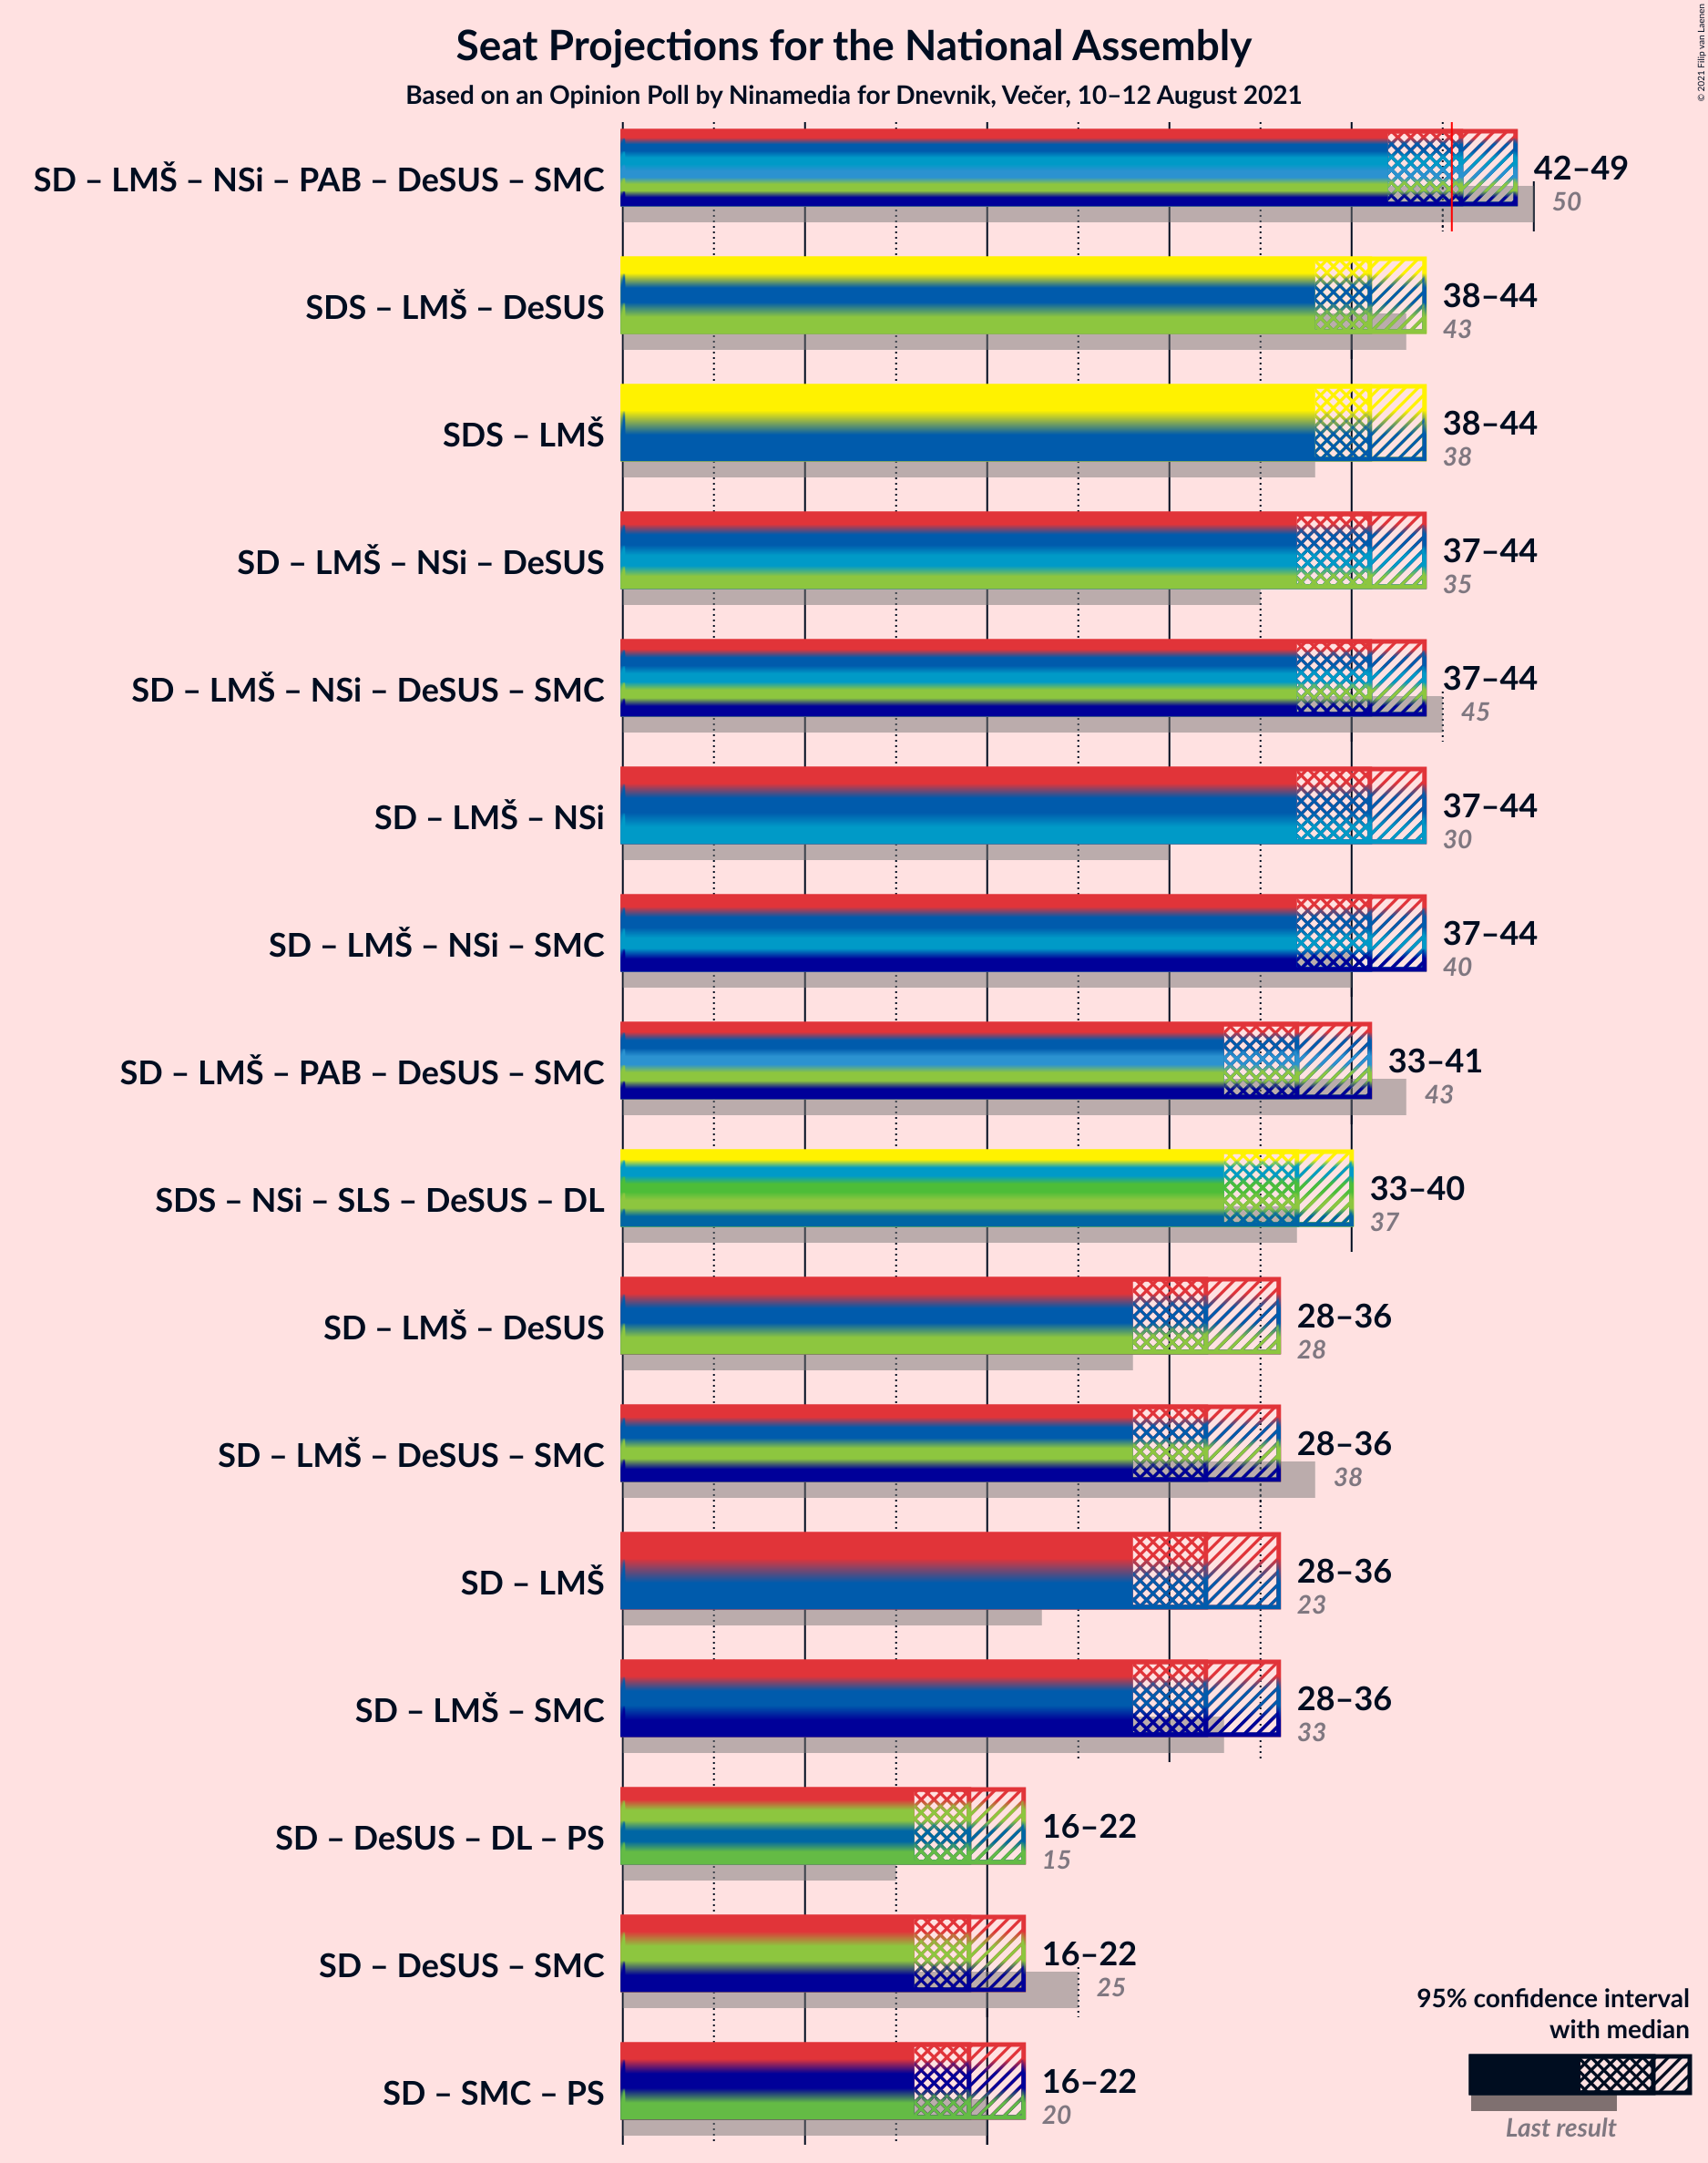 Seat Projections for the National Assembly
Based on an Opinion Poll by Ninamedia for Dnevnik, Večer, 10–12 August 2021
© 2021 Filip van Laenen
SD – LMŠ – NSi – PAB – DeSUS – SMC
42–49
50
SDS – LMŠ – DeSUS
38–44
43
SDS – LMŠ
38–44
38
SD – LMŠ – NSi – DeSUS
37–44
35
SD – LMŠ – NSi – DeSUS – SMC
37–44
45
SD – LMŠ – NSi
37–44
30
SD – LMŠ – NSi – SMC
37–44
40
SD – LMŠ – PAB – DeSUS – SMC
33–41
43
SDS – NSi – SLS – DeSUS – DL
33–40
37
SD – LMŠ – DeSUS
28–36
28
SD – LMŠ – DeSUS – SMC
28–36
38
SD – LMŠ
28–36
23
SD – LMŠ – SMC
28–36
33
SD – DeSUS – DL – PS
16–22
15
SD – DeSUS – SMC
16–22
25
SD – SMC – PS
16–22
20
95% confidence interval
with median
Last result